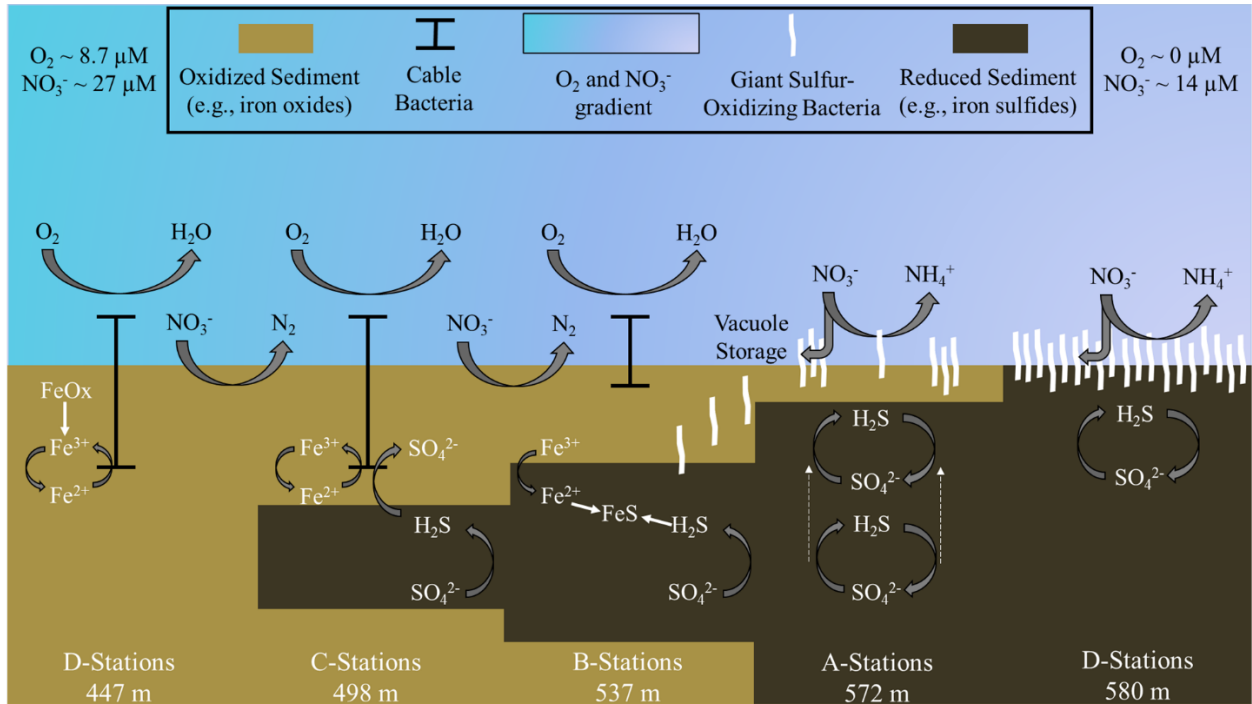 O₂ ~ 8.7 µM
NO₃⁻ ~ 27 µM
Oxidized Sediment
(e.g., iron oxides)
Cable
Bacteria
O₂ and NO₃⁻
gradient
Giant Sulfur-
Oxidizing Bacteria
Reduced Sediment
(e.g., iron sulfides)
O₂ ~ 0 µM
NO₃⁻ ~ 14 µM
O₂
H₂O
O₂
H₂O
O₂
H₂O
NO₃⁻
NH₄⁺
NO₃⁻
NH₄⁺
NO₃⁻
N₂
NO₃⁻
N₂
Vacuole
Storage
FeOx
Fe³⁺
Fe²⁺
Fe³⁺
Fe²⁺
SO₄²⁻
H₂S
SO₄²⁻
Fe³⁺
Fe²⁺
FeS
H₂S
SO₄²⁻
H₂S
SO₄²⁻
H₂S
SO₄²⁻
H₂S
SO₄²⁻
D-Stations
447 m
C-Stations
498 m
B-Stations
537 m
A-Stations
572 m
D-Stations
580 m